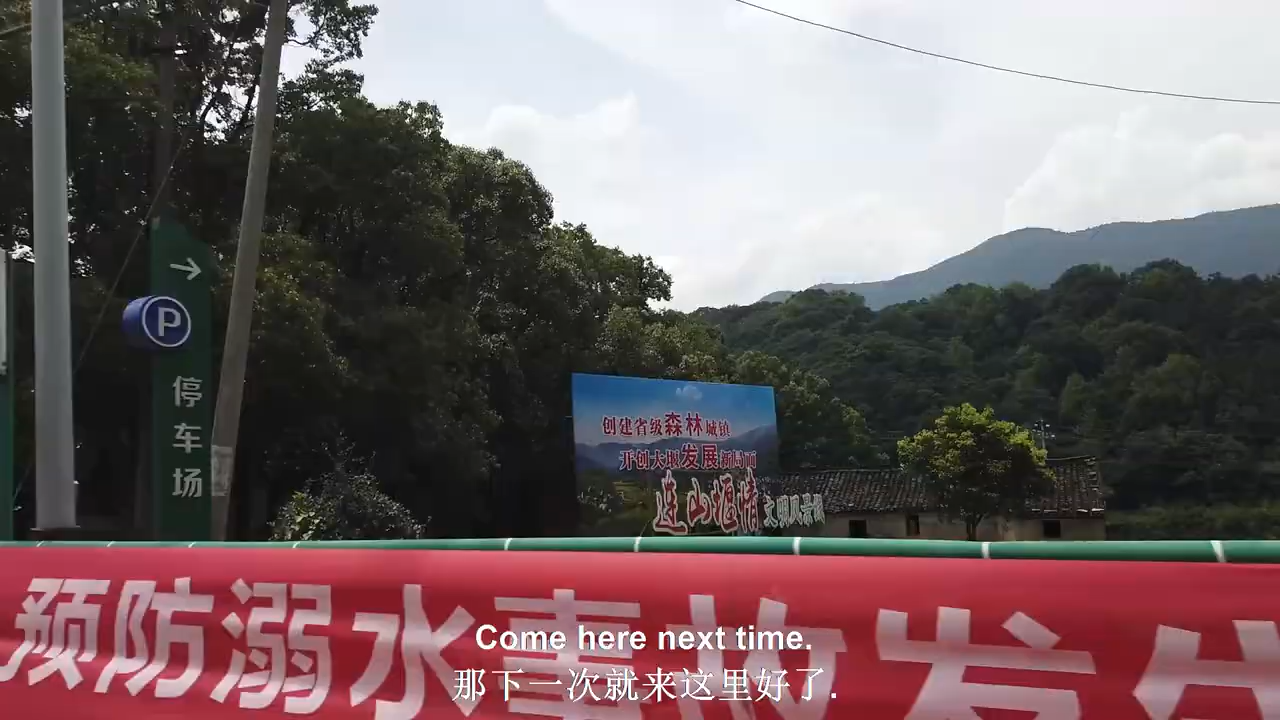 P
停车场
创建省级森林城镇
开创大堰发展新局面
连山堰情 文明风景线
预防溺水事故发生
Come here next time.
那下一次就来这里好了.